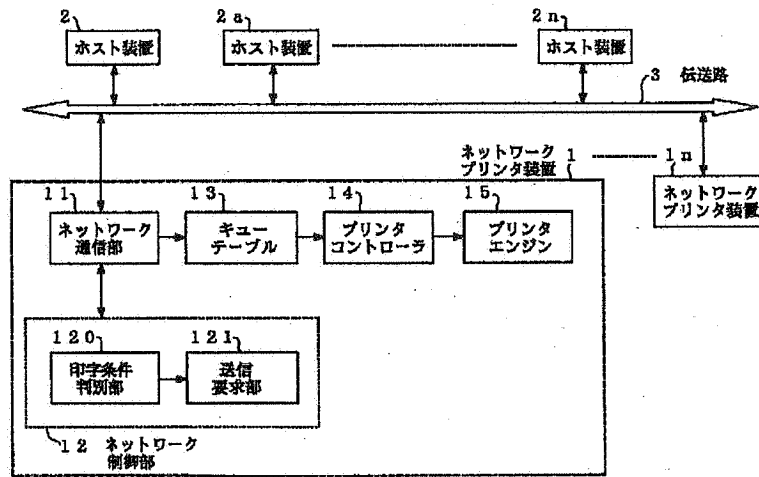 2 2a 2n
ホスト装置 ホスト装置 ホスト装置
3 伝送路
ネットワーク
プリンタ装置 1 1n
11 13 14 15
ネットワーク
通信部
キュー
テーブル
プリンタ
コントローラ
プリンタ
エンジン
ネットワーク
プリンタ装置
120 121
印字条件
判別部
送信
要求部
12 ネットワーク
制御部